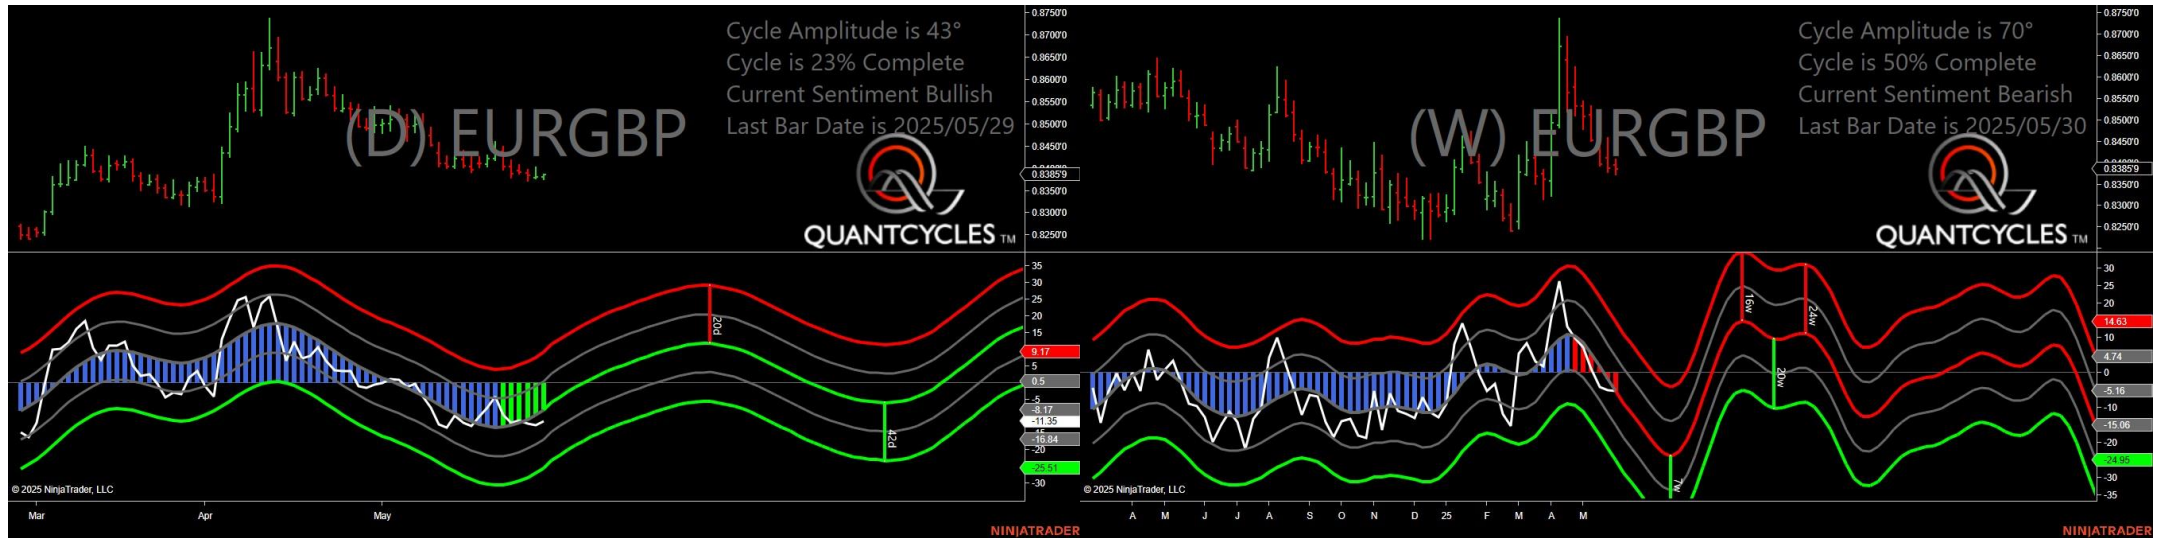 Cycle Amplitude is 43°
Cycle is 23% Complete
Current Sentiment Bullish
Last Bar Date is 2025/05/29
(D) EURGBP
QUANTCYCLES TM
0.8750'0
0.8700'0
0.8650'0
0.8600'0
0.8550'0
0.8500'0
0.8450'0
0.8385'9
0.8350'0
0.8300'0
0.8250'0
35
30
25
20
15
9.17
5
0.5
-5
-8.17
-11.35
-16.84
-20
-25.51
-30
20d
42d
© 2025 NinjaTrader, LLC
Mar Apr May
NINJATRADER
Cycle Amplitude is 70°
Cycle is 50% Complete
Current Sentiment Bearish
Last Bar Date is 2025/05/30
(W) EURGBP
QUANTCYCLES TM
0.8750'0
0.8700'0
0.8650'0
0.8600'0
0.8550'0
0.8500'0
0.8450'0
0.8385'9
0.8350'0
0.8300'0
0.8250'0
30
25
20
14.63
10
4.74
0
-5.16
-10
-15.06
-20
-24.95
-30
-35
16w
24w
20w
7w
© 2025 NinjaTrader, LLC
A M J J A S O N D 25 F M A M
NINJATRADER